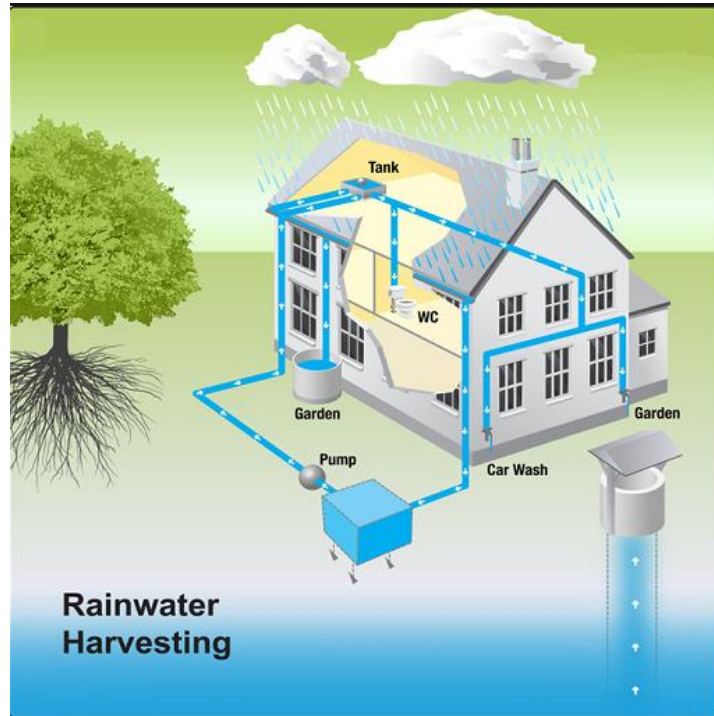 Tank
WC
Garden
Garden
Pump
Car Wash
Rainwater
Harvesting